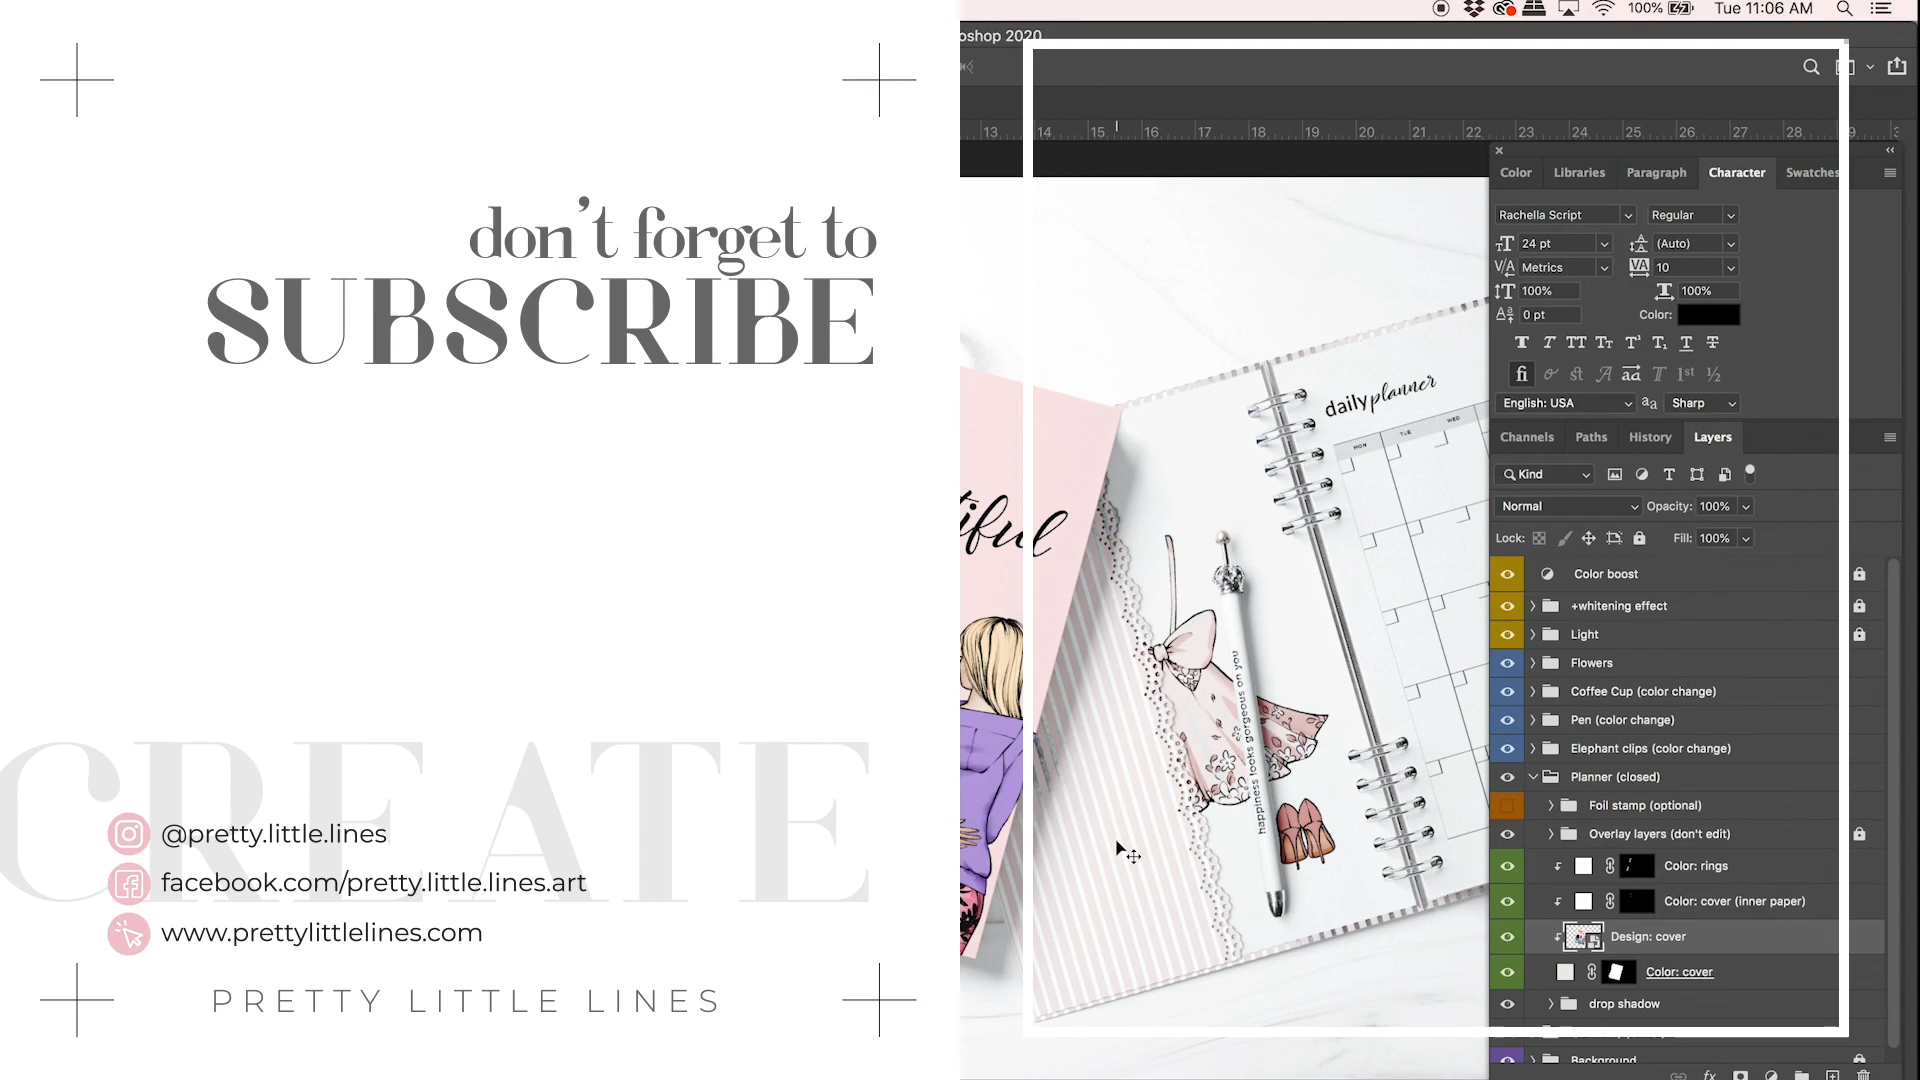 don't forget to
SUBSCRIBE
CREATE
@pretty.little.lines
facebook.com/pretty.little.lines.art
www.prettylittlelines.com
PRETTY LITTLE LINES
100%
Tue 11:06 AM
oshop 2020
13 14 15 16 17 18 19 20 21 22 23 24 25 26 27 28
Color Libraries Paragraph Character Swatches
Rachella Script Regular
24 pt (Auto)
Metrics 10
100% 100%
0 pt Color:
English: USA Sharp
Channels Paths History Layers
Kind
Normal Opacity: 100%
Lock: Fill: 100%
Color boost
+whitening effect
Light
Flowers
Coffee Cup (color change)
Pen (color change)
Elephant clips (color change)
Planner (closed)
Foil stamp (optional)
Overlay layers (don't edit)
Color: rings
Color: cover (inner paper)
Design: cover
Color: cover
drop shadow
Background
daily planner
MON TUE WED
tiful
happiness looks gorgeous on you